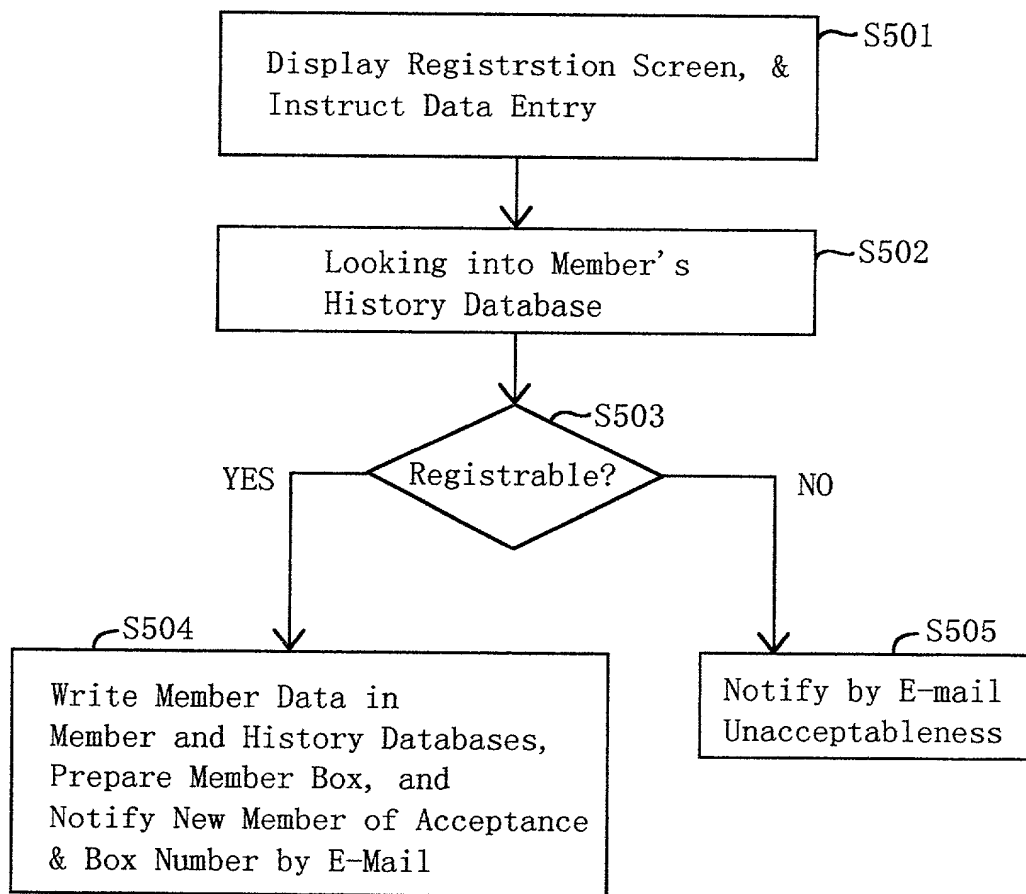 S501
Display Registrstion Screen, &
Instruct Data Entry
S502
Looking into Member's
History Database
S503
Registrable?
YES
NO
S504
Write Member Data in
Member and History Databases,
Prepare Member Box, and
Notify New Member of Acceptance
& Box Number by E-Mail
S505
Notify by E-mail
Unacceptableness